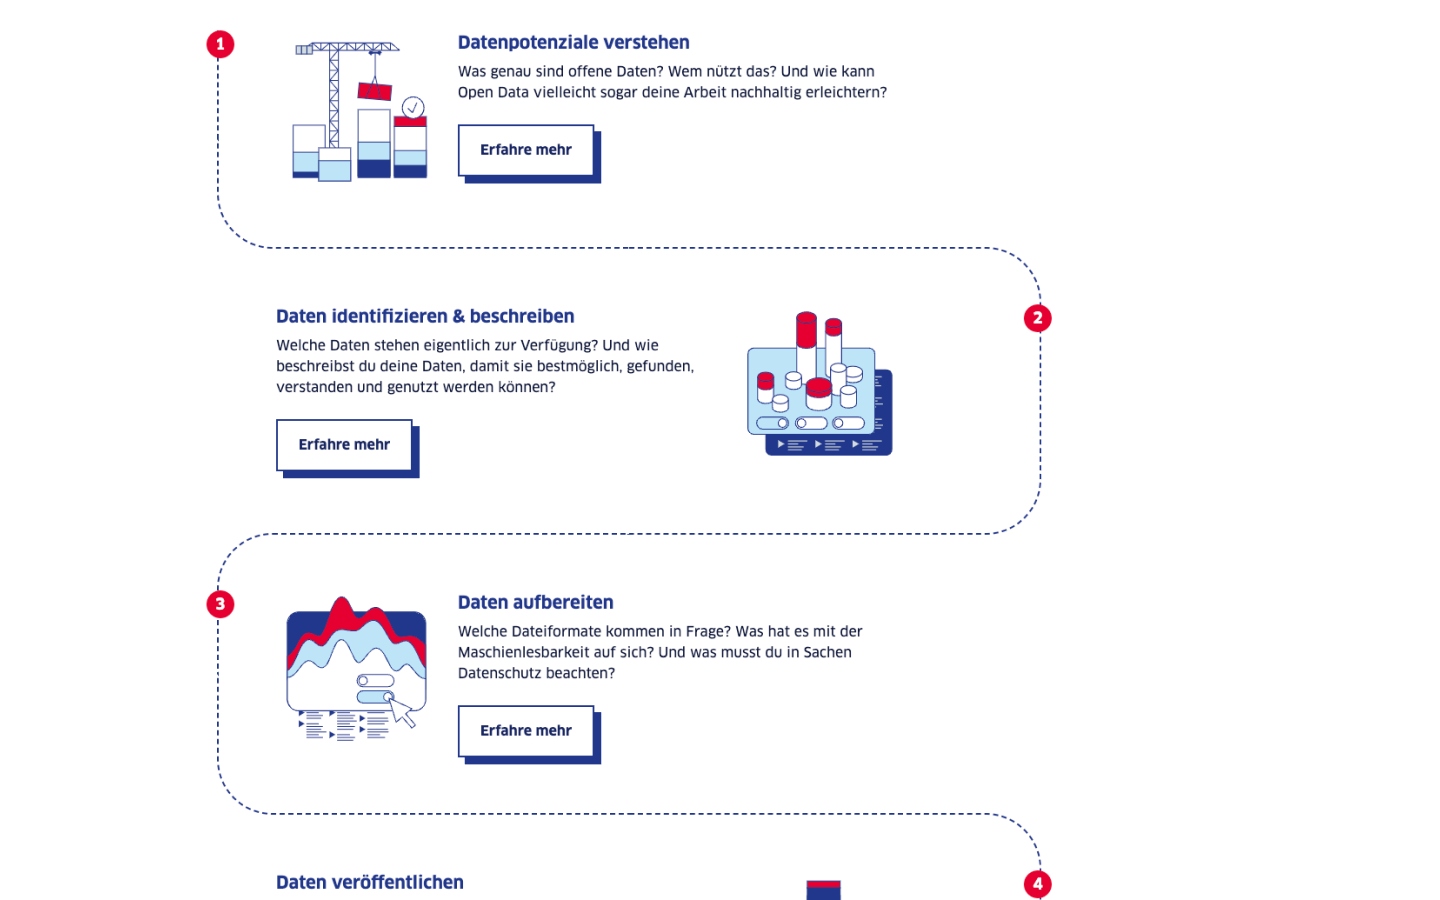 1
Datenpotenziale verstehen
Was genau sind offene Daten? Wem nützt das? Und wie kann
Open Data vielleicht sogar deine Arbeit nachhaltig erleichtern?
Erfahre mehr
2
Daten identifizieren & beschreiben
Welche Daten stehen eigentlich zur Verfügung? Und wie
beschreibst du deine Daten, damit sie bestmöglich, gefunden,
verstanden und genutzt werden können?
Erfahre mehr
3
Daten aufbereiten
Welche Dateiformate kommen in Frage? Was hat es mit der
Maschienlesbarkeit auf sich? Und was musst du in Sachen
Datenschutz beachten?
Erfahre mehr
4
Daten veröffentlichen